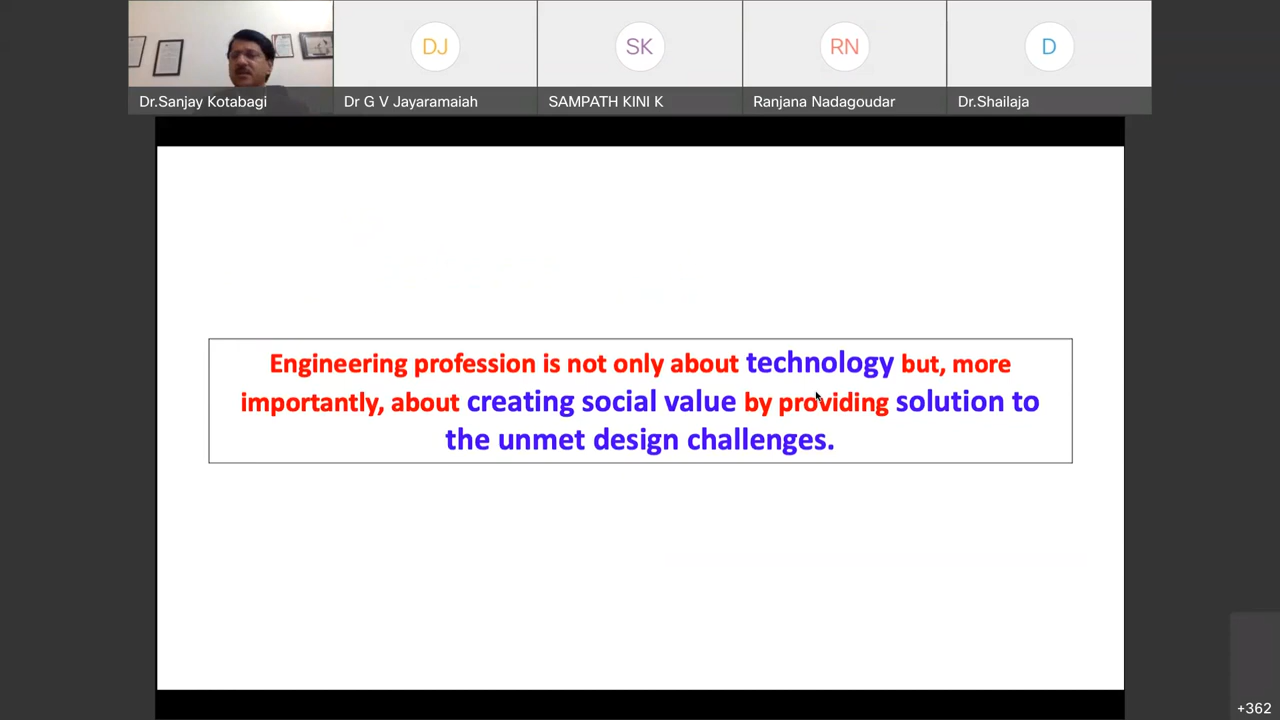 DJ
SK
RN
D
Dr.Sanjay Kotabagi
Dr G V Jayaramaiah
SAMPATH KINI K
Ranjana Nadagoudar
Dr.Shailaja
Engineering profession is not only about technology but, more
importantly, about creating social value by providing solution to
the unmet design challenges.
+362